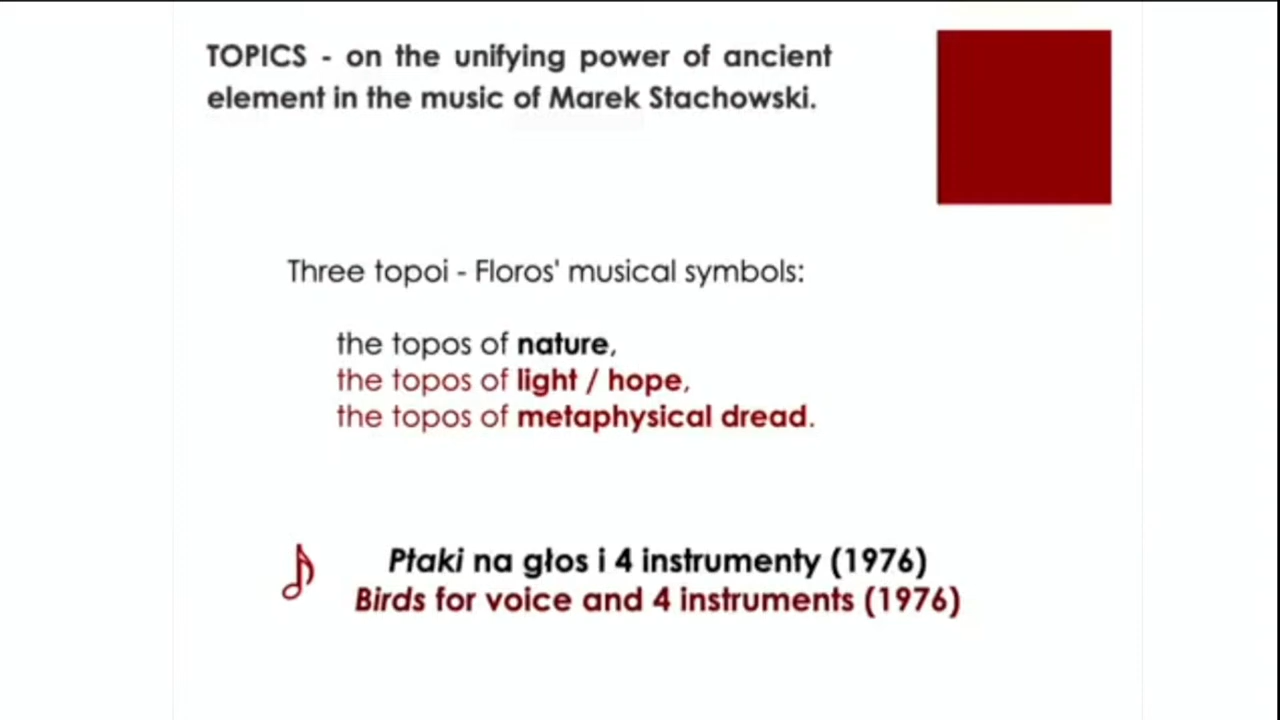 TOPICS - on the unifying power of ancient
element in the music of Marek Stachowski.
Three topoi - Floros' musical symbols:
the topos of nature,
the topos of light / hope,
the topos of metaphysical dread.
Ptaki na głos i 4 instrumenty (1976)
Birds for voice and 4 instruments (1976)